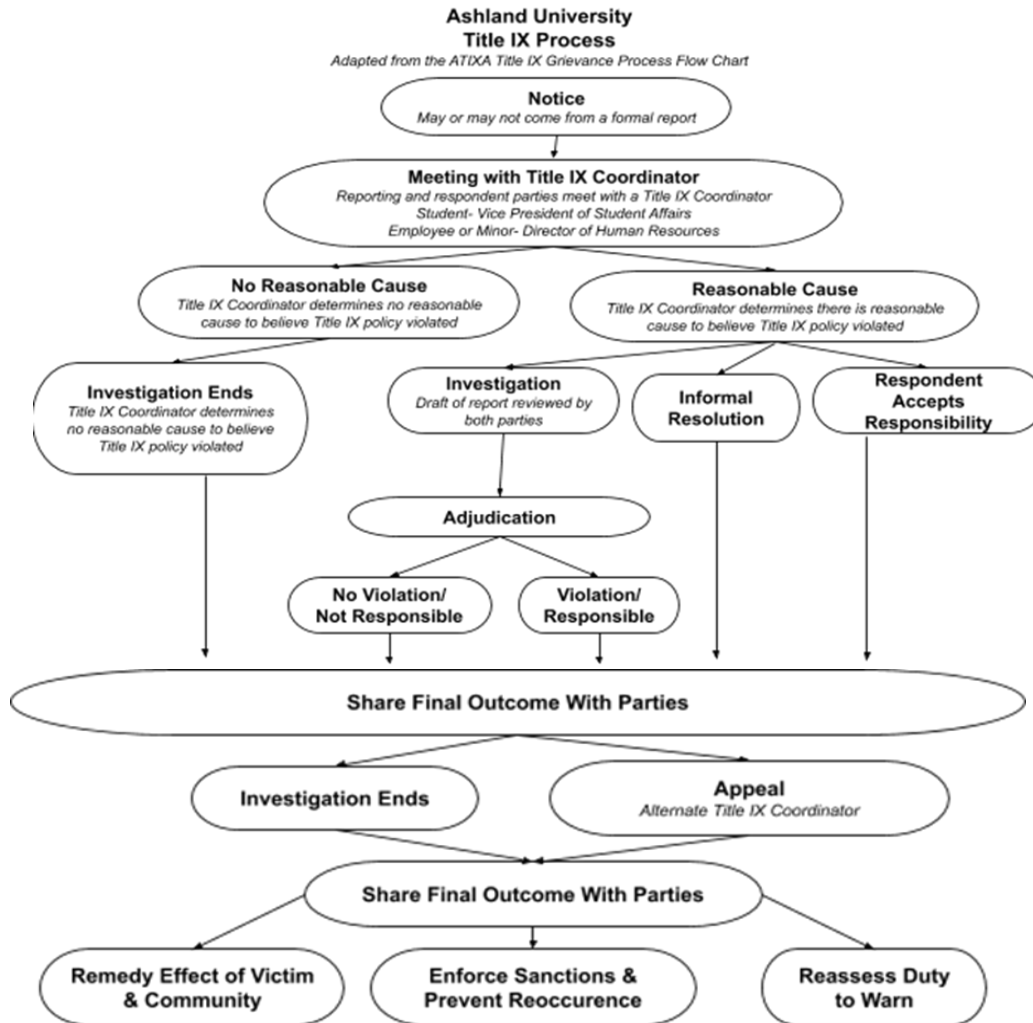 Ashland University
Title IX Process
Adapted from the ATIXA Title IX Grievance Process Flow Chart
Notice
May or may not come from a formal report
Meeting with Title IX Coordinator
Reporting and respondent parties meet with a Title IX Coordinator
Student- Vice President of Student Affairs
Employee or Minor- Director of Human Resources
No Reasonable Cause
Title IX Coordinator determines no reasonable
cause to believe Title IX policy violated
Reasonable Cause
Title IX Coordinator determines there is reasonable
cause to believe Title IX policy violated
Investigation Ends
Title IX Coordinator determines
no reasonable cause to believe
Title IX policy violated
Investigation
Draft of report reviewed by
both parties
Informal
Resolution
Respondent
Accepts
Responsibility
Adjudication
No Violation/
Not Responsible
Violation/
Responsible
Share Final Outcome With Parties
Investigation Ends
Appeal
Alternate Title IX Coordinator
Share Final Outcome With Parties
Remedy Effect of Victim
& Community
Enforce Sanctions &
Prevent Reoccurence
Reassess Duty
to Warn